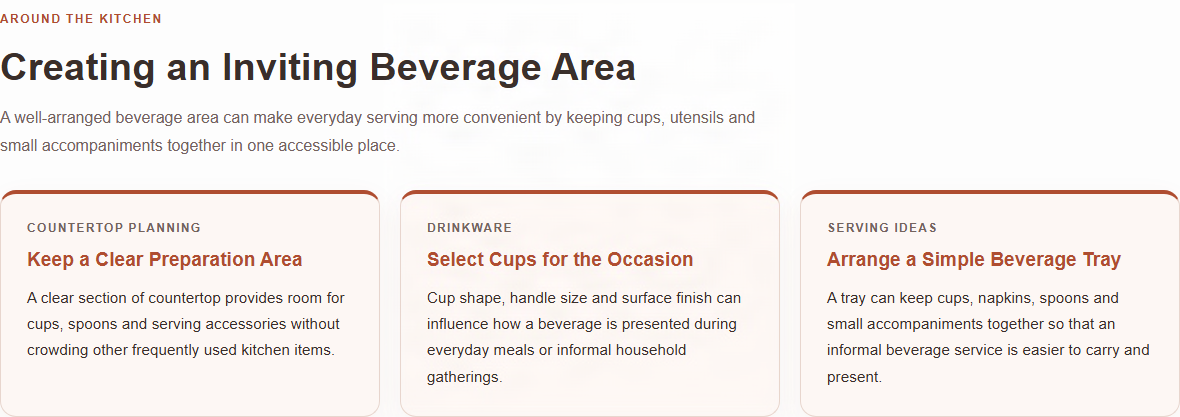 AROUND THE KITCHEN
Creating an Inviting Beverage Area
A well-arranged beverage area can make everyday serving more convenient by keeping cups, utensils and
small accompaniments together in one accessible place.
COUNTERTOP PLANNING
Keep a Clear Preparation Area
A clear section of countertop provides room for
cups, spoons and serving accessories without
crowding other frequently used kitchen items.
DRINKWARE
Select Cups for the Occasion
Cup shape, handle size and surface finish can
influence how a beverage is presented during
everyday meals or informal household
gatherings.
SERVING IDEAS
Arrange a Simple Beverage Tray
A tray can keep cups, napkins, spoons and
small accompaniments together so that an
informal beverage service is easier to carry and
present.